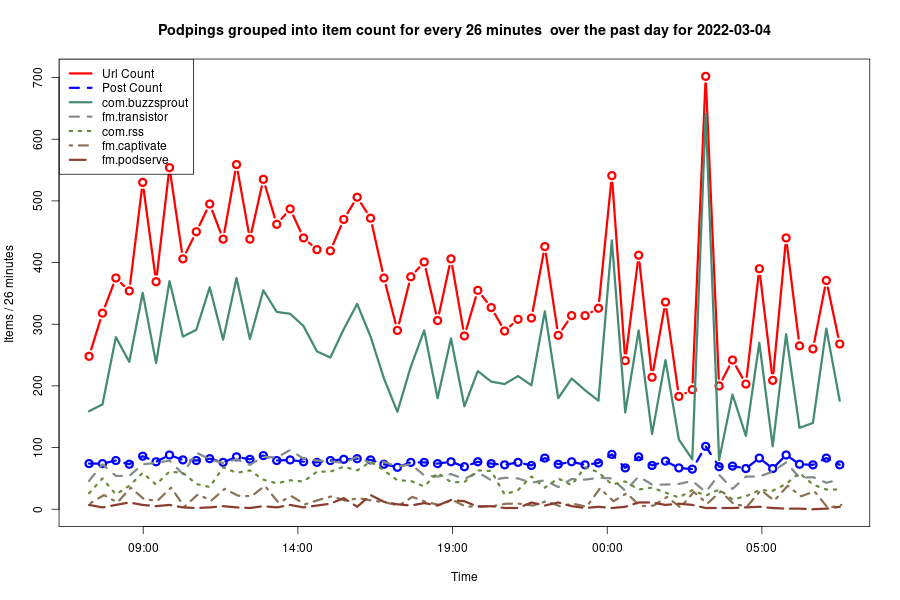 Podpings grouped into item count for every 26 minutes  over the past day for 2022-03-04
Url Count
Post Count
com.buzzsprout
fm.transistor
com.rss
fm.captivate
fm.podserve
Items / 26 minutes
700
600
500
400
300
200
100
0
09:00 14:00 19:00 00:00 05:00
Time